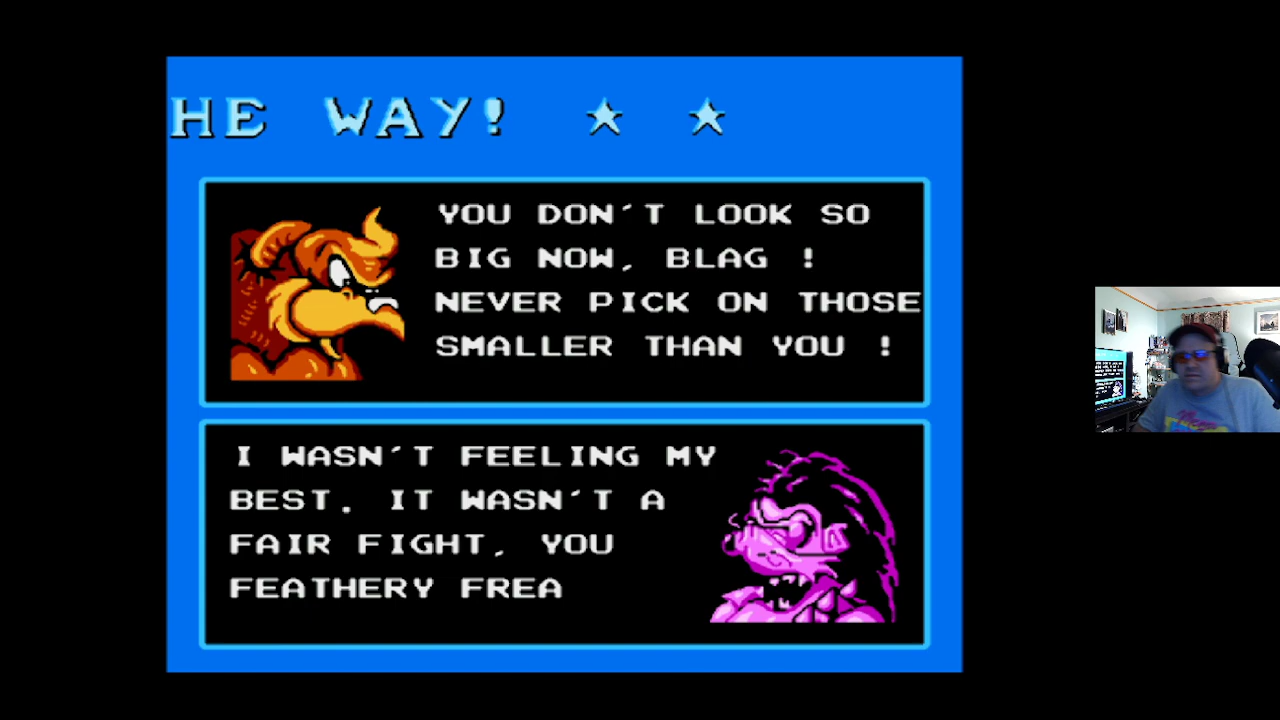 HE WAY! ★ ★
YOU DON'T LOOK SO
BIG NOW, BLAG !
NEVER PICK ON THOSE
SMALLER THAN YOU !
I WASN'T FEELING MY
BEST. IT WASN'T A
FAIR FIGHT, YOU
FEATHERY FREA